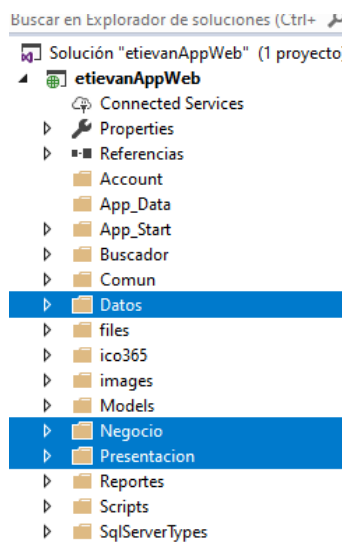 Buscar en Explorador de soluciones (Ctrl+
Solución "etievanAppWeb" (1 proyecto)
etievanAppWeb
Connected Services
Properties
Referencias
Account
App_Data
App_Start
Buscador
Comun
Datos
files
ico365
images
Models
Negocio
Presentacion
Reportes
Scripts
SqlServerTypes